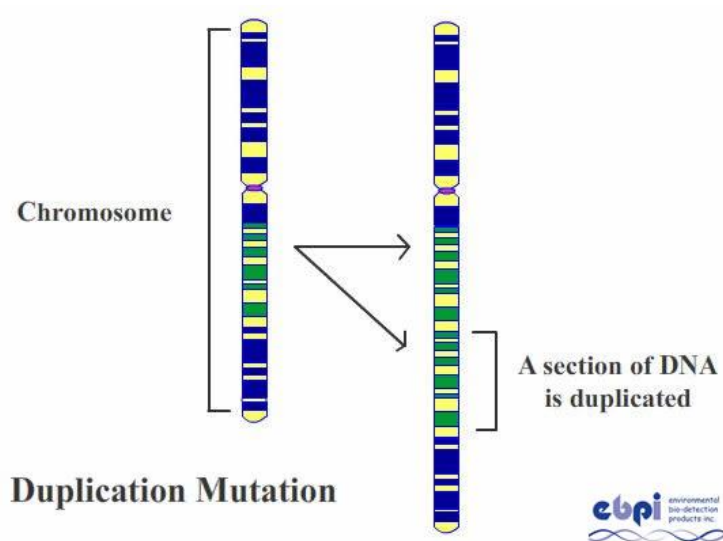 Chromosome
A section of DNA
is duplicated
Duplication Mutation
ebpi
environmental
bio-detection
products inc.